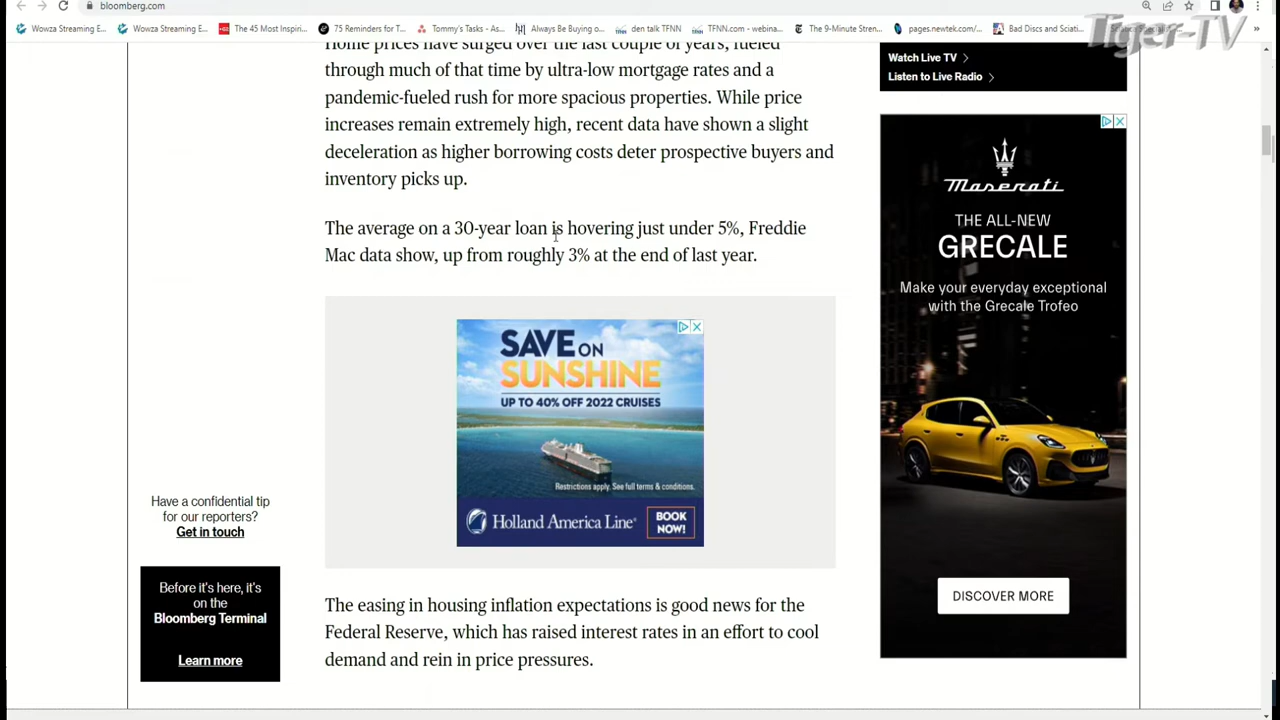 bloomberg.com
Wowza Streaming E...
Wowza Streaming E...
The 45 Most Inspiri...
75 Reminders for T...
Tommy's Tasks - As...
Always Be Buying o...
den talk TFNN
TFNN.com - webina...
The 9-Minute Stren...
pages.newtek.com/...
Bad Discs and Sciati...
Tiger-TV
Home prices have surged over the last couple of years, fueled
through much of that time by ultra-low mortgage rates and a
pandemic-fueled rush for more spacious properties. While price
increases remain extremely high, recent data have shown a slight
deceleration as higher borrowing costs deter prospective buyers and
inventory picks up.
The average on a 30-year loan is hovering just under 5%, Freddie
Mac data show, up from roughly 3% at the end of last year.
SAVE ON
SUNSHINE
UP TO 40% OFF 2022 CRUISES
Restrictions apply. See full terms & conditions.
Holland America Line
BOOK
NOW!
The easing in housing inflation expectations is good news for the
Federal Reserve, which has raised interest rates in an effort to cool
demand and rein in price pressures.
Have a confidential tip
for our reporters?
Get in touch
Before it's here, it's
on the
Bloomberg Terminal
Learn more
Watch Live TV
Listen to Live Radio
Maserati
THE ALL-NEW
GRECALE
Make your everyday exceptional
with the Grecale Trofeo
DISCOVER MORE